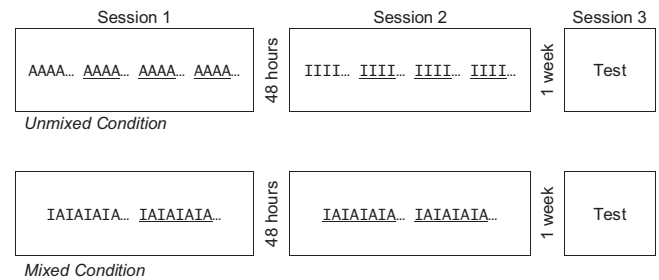 Session 1 Session 2 Session 3
AAAA… AAAA… AAAA… AAAA… 48 hours IIII… IIII… IIII… IIII… 1 week Test
Unmixed Condition
IAIAIAIA… IAIAIAIA… 48 hours IAIAIAIA… IAIAIAIA… 1 week Test
Mixed Condition